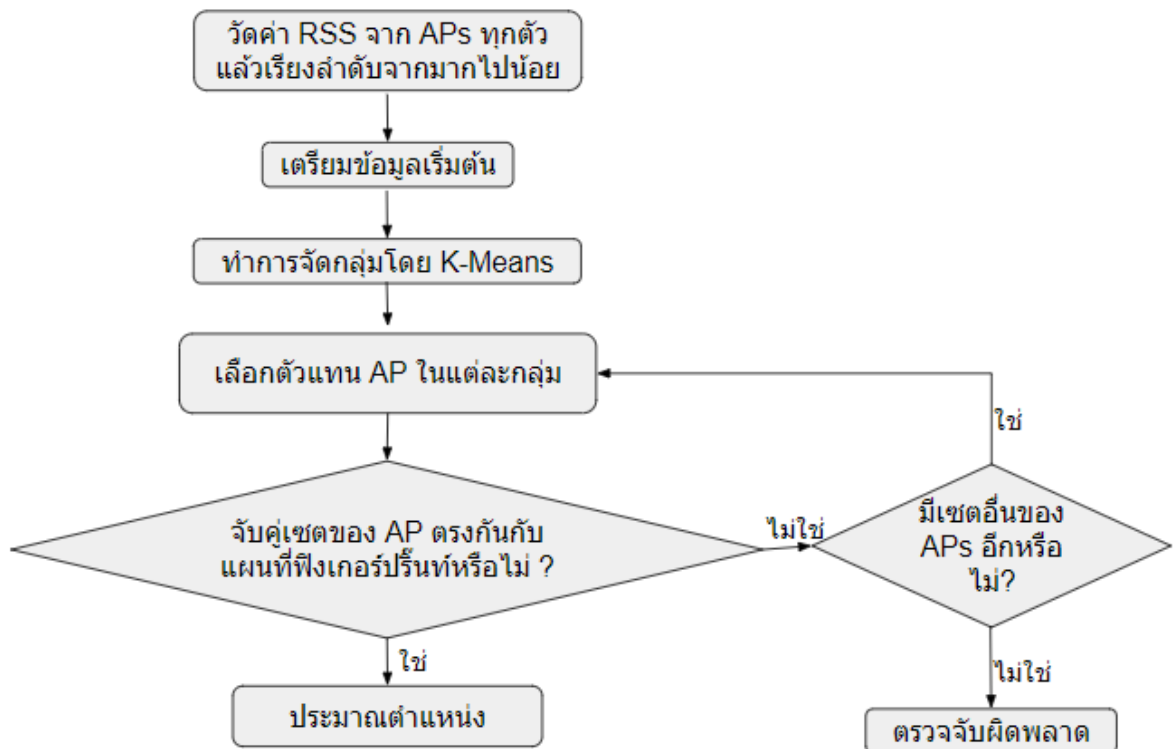 วัดค่า RSS จาก APs ทุกตัว
แล้วเรียงลำดับจากมากไปน้อย
เตรียมข้อมูลเริ่มต้น
ทำการจัดกลุ่มโดย K-Means
เลือกตัวแทน AP ในแต่ละกลุ่ม
ใช่
จับคู่เซตของ AP ตรงกันกับ
แผนที่ฟิงเกอร์ปริ๊นท์หรือไม่ ?
ไม่ใช่
มีเซตอื่นของ
APs อีกหรือ
ไม่?
ใช่
ไม่ใช่
ประมาณตำแหน่ง
ตรวจจับผิดพลาด